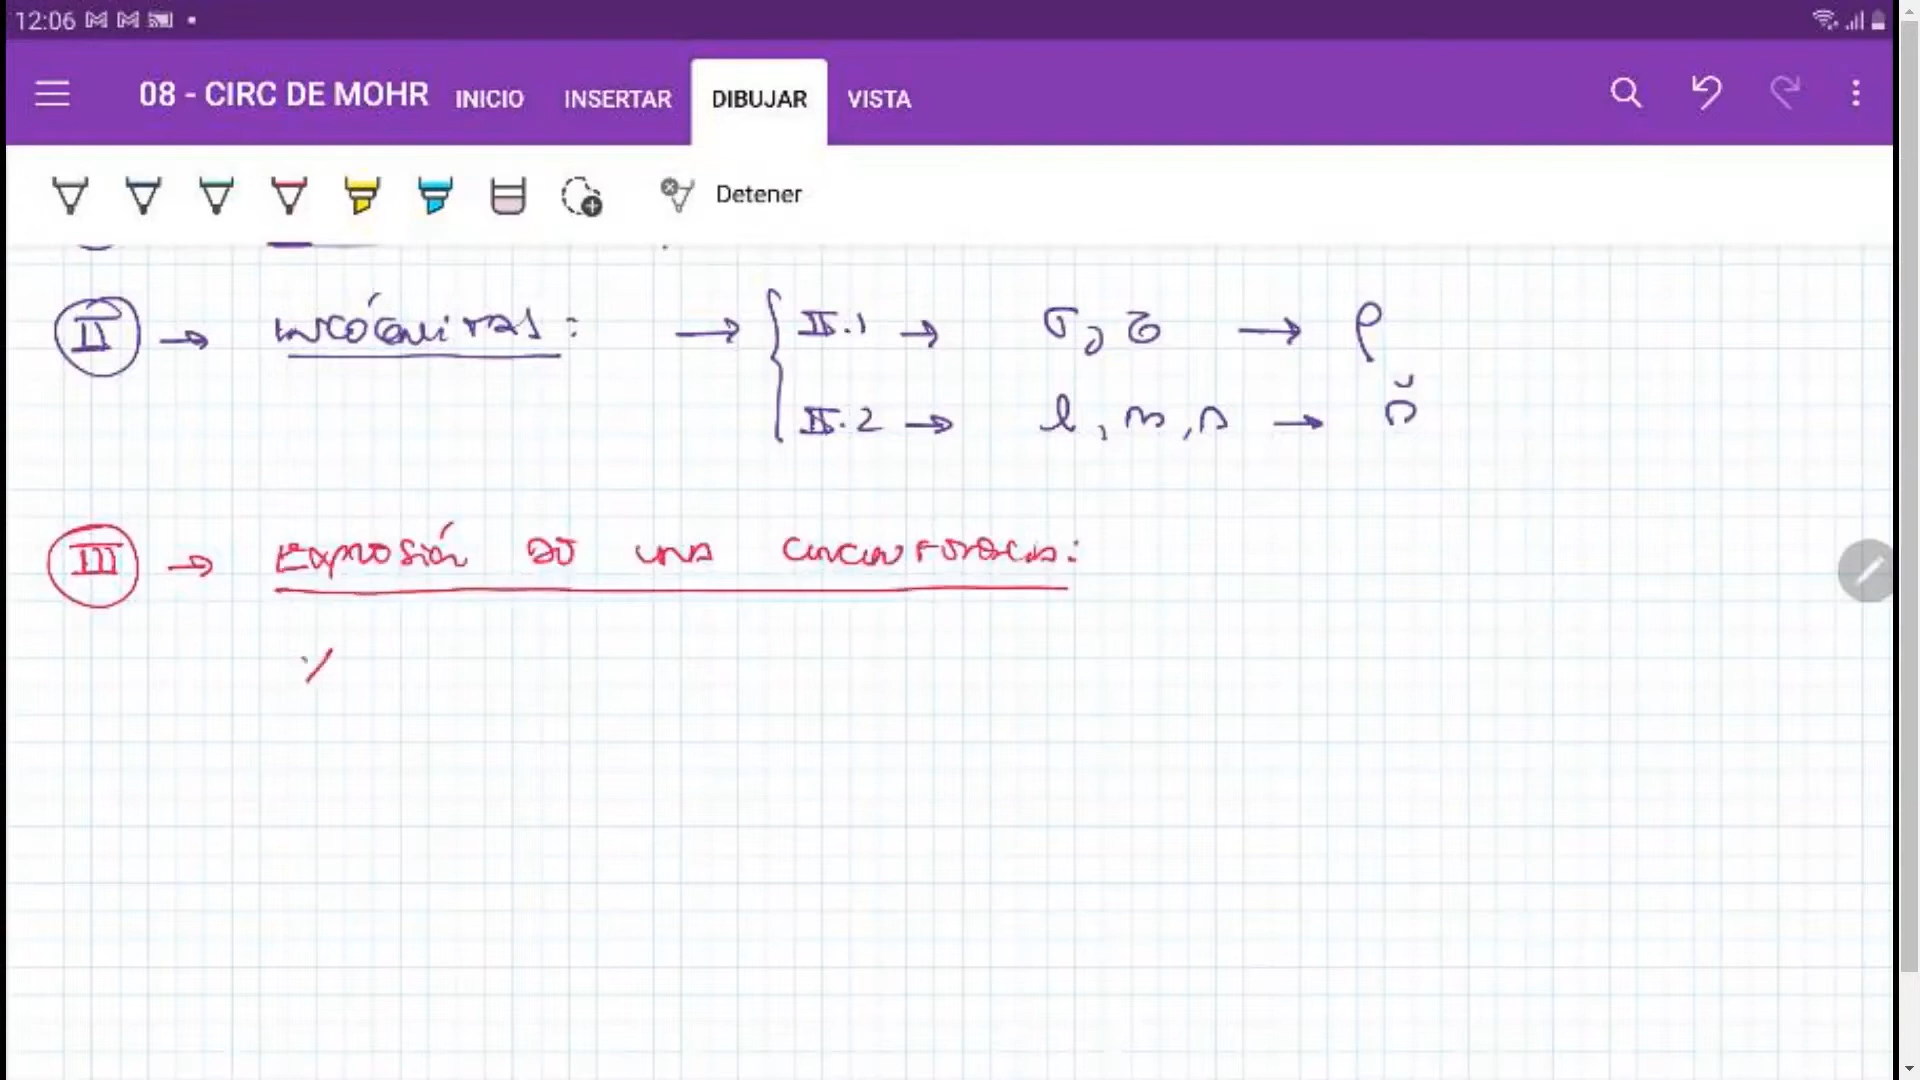 12:06
08 - CIRC DE MOHR INICIO INSERTAR DIBUJAR VISTA
Detener
II → INCÓGNITAS: → { II.1 → σ, τ → ρ
II.2 → l, m, n → ň
III → EXPRESIÓN DE UNA CIRCUNFERENCIA: